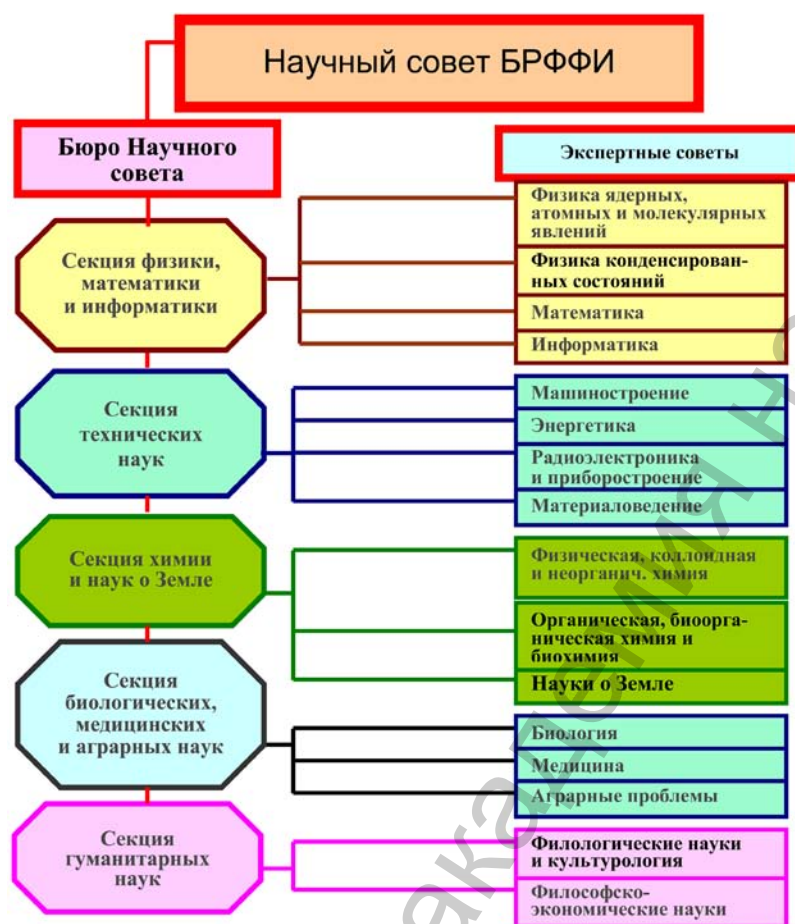 Научный совет БРФФИ
Бюро Научного
совета
Экспертные советы
Секция физики,
математики
и информатики
Физика ядерных,
атомных и молекулярных
явлений
Физика конденсирован-
ных состояний
Математика
Информатика
Секция
технических
наук
Машиностроение
Энергетика
Радиоэлектроника
и приборостроение
Материаловедение
Секция химии
и наук о Земле
Физическая, коллоидная
и неорганич. химия
Органическая, биоорга-
ническая химия и
биохимия
Науки о Земле
Секция
биологических,
медицинских
и аграрных наук
Биология
Медицина
Аграрные проблемы
Секция
гуманитарных
наук
Филологические науки
и культурология
Философско-
экономические науки
академия на